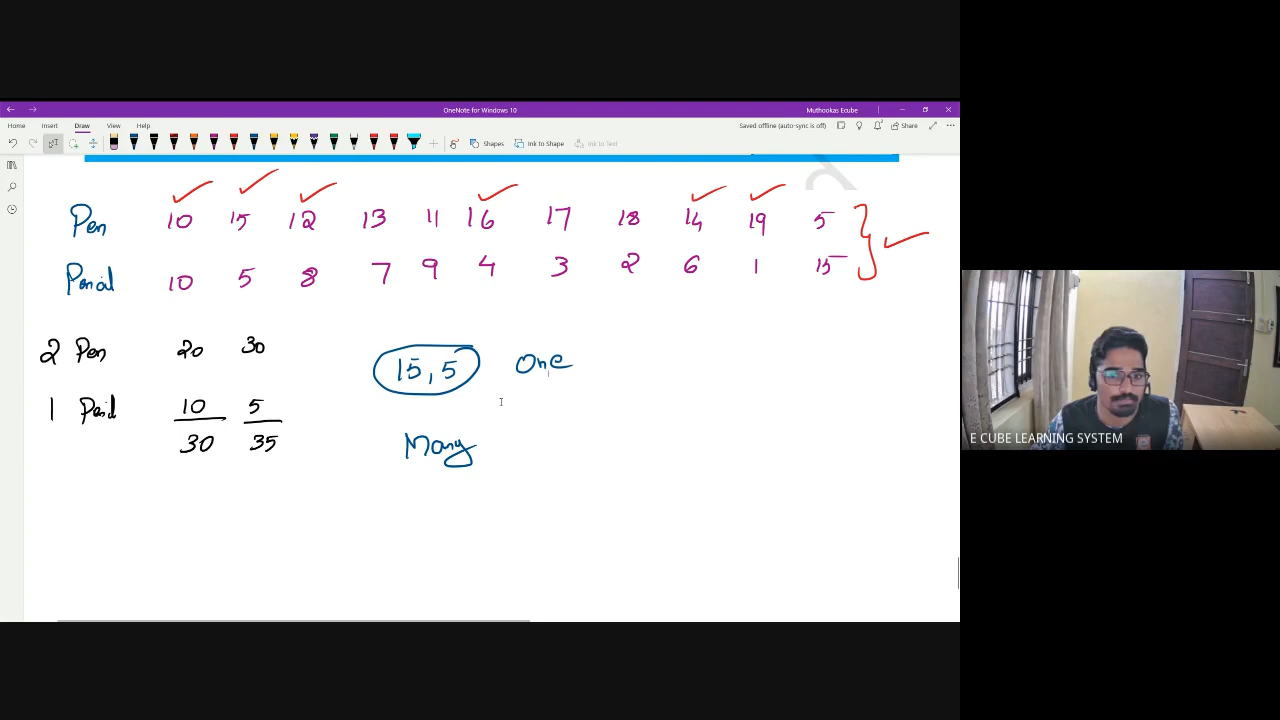 OneNote for Windows 10
Muthookas Ecube
Home Insert Draw View Help
Saved offline (auto-sync is off)
Share
Shapes Ink to Shape Ink to Text
Pen 10 15 12 13 11 16 17 18 14 19 5
Pencil 10 5 8 7 9 4 3 2 6 1 15
2 Pen 20 30
15, 5 One
1 Pencil 10 5
30 35
Many
E CUBE LEARNING SYSTEM